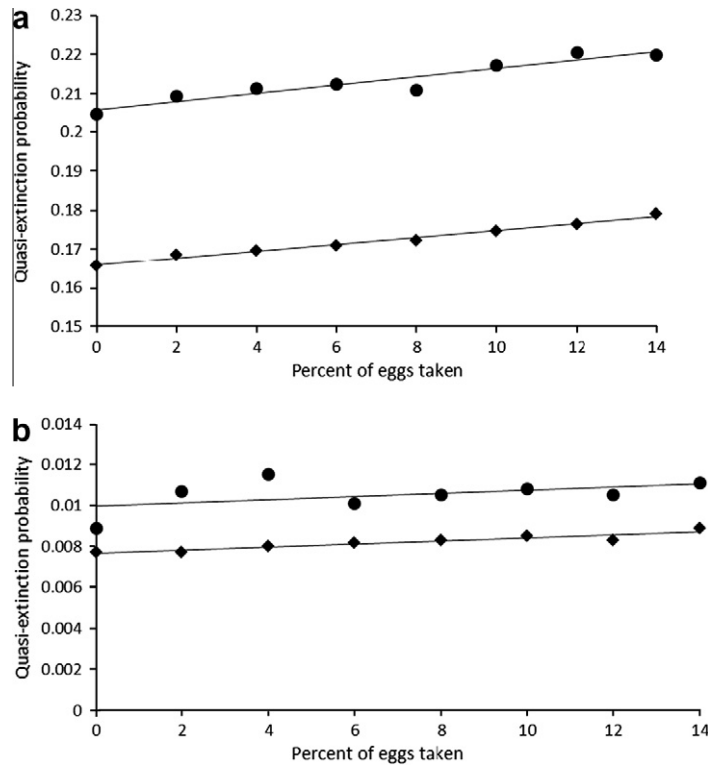 a
Quasi-extinction probability
0.23
0.22
0.21
0.2
0.19
0.18
0.17
0.16
0.15
0 2 4 6 8 10 12 14
Percent of eggs taken
b
Quasi-extinction probability
0.014
0.012
0.01
0.008
0.006
0.004
0.002
0
0 2 4 6 8 10 12 14
Percent of eggs taken